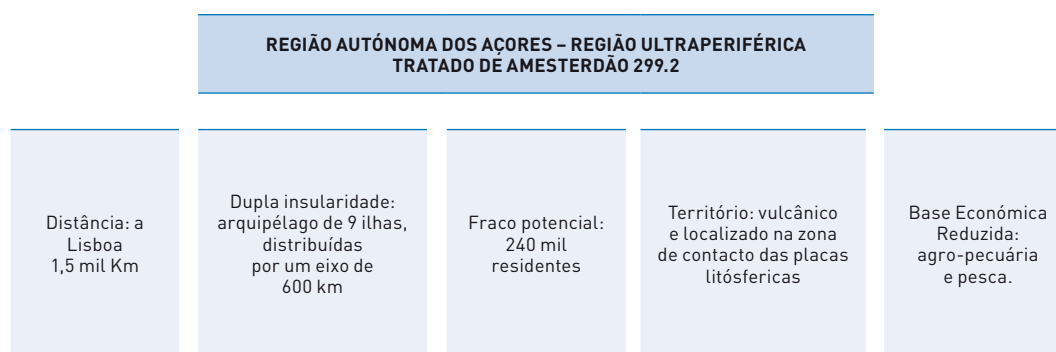 REGIÃO AUTÓNOMA DOS AÇORES – REGIÃO ULTRAPERIFÉRICA
TRATADO DE AMESTERDÃO 299.2
Distância: a
Lisboa
1,5 mil Km
Dupla insularidade:
arquipélago de 9 ilhas,
distribuídas
por um eixo de
600 km
Fraco potencial:
240 mil
residentes
Território: vulcânico
e localizado na zona
de contacto das placas
litósfericas
Base Económica
Reduzida:
agro-pecuária
e pesca.